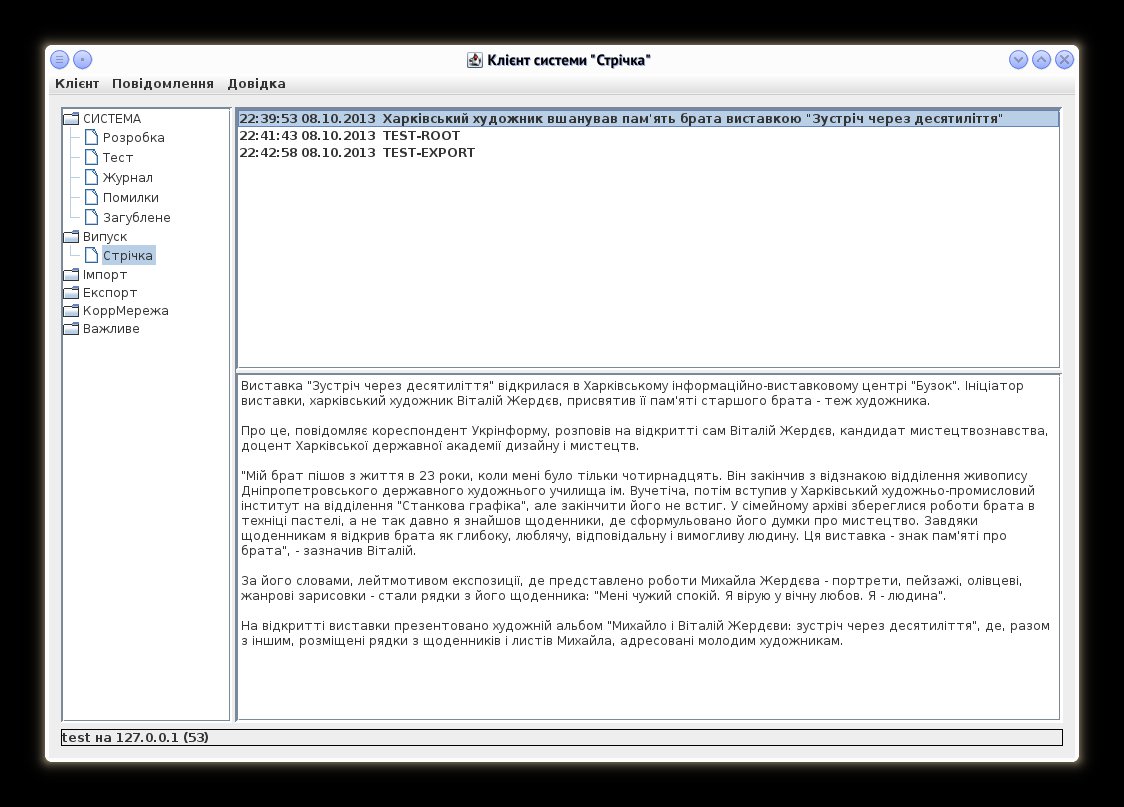 Клієнт системи "Стрічка"
Клієнт Повідомлення Довідка
СИСТЕМА
Розробка
Тест
Журнал
Помилки
Загублене
Випуск
Стрічка
Імпорт
Експорт
КоррМережа
Важливе
22:39:53 08.10.2013 Харківський художник вшанував пам'ять брата виставкою "Зустріч через десятиліття"
22:41:43 08.10.2013 TEST-ROOT
22:42:58 08.10.2013 TEST-EXPORT
Виставка "Зустріч через десятиліття" відкрилася в Харківському інформаційно-виставковому центрі "Бузок". Ініціатор
виставки, харківський художник Віталій Жердєв, присвятив її пам'яті старшого брата - теж художника.
Про це, повідомляє кореспондент Укрінформу, розповів на відкритті сам Віталій Жердєв, кандидат мистецтвознавства,
доцент Харківської державної академії дизайну і мистецтв.
"Мій брат пішов з життя в 23 роки, коли мені було тільки чотирнадцять. Він закінчив з відзнакою відділення живопису
Дніпропетровського державного художнього училища ім. Вучетіча, потім вступив у Харківський художньо-промисловий
інститут на відділення "Станкова графіка", але закінчити його не встиг. У сімейному архіві збереглися роботи брата в
техніці пастелі, а не так давно я знайшов щоденники, де сформульовано його думки про мистецтво. Завдяки
щоденникам я відкрив брата як глибоку, люблячу, відповідальну і вимогливу людину. Ця виставка - знак пам'яті про
брата", - зазначив Віталій.
За його словами, лейтмотивом експозиції, де представлено роботи Михайла Жердєва - портрети, пейзажі, олівцеві,
жанрові зарисовки - стали рядки з його щоденника: "Мені чужий спокій. Я вірую у вічну любов. Я - людина".
На відкритті виставки презентовано художній альбом "Михайло і Віталій Жердєви: зустріч через десятиліття", де, разом
з іншим, розміщені рядки з щоденників і листів Михайла, адресовані молодим художникам.
test на 127.0.0.1 (53)